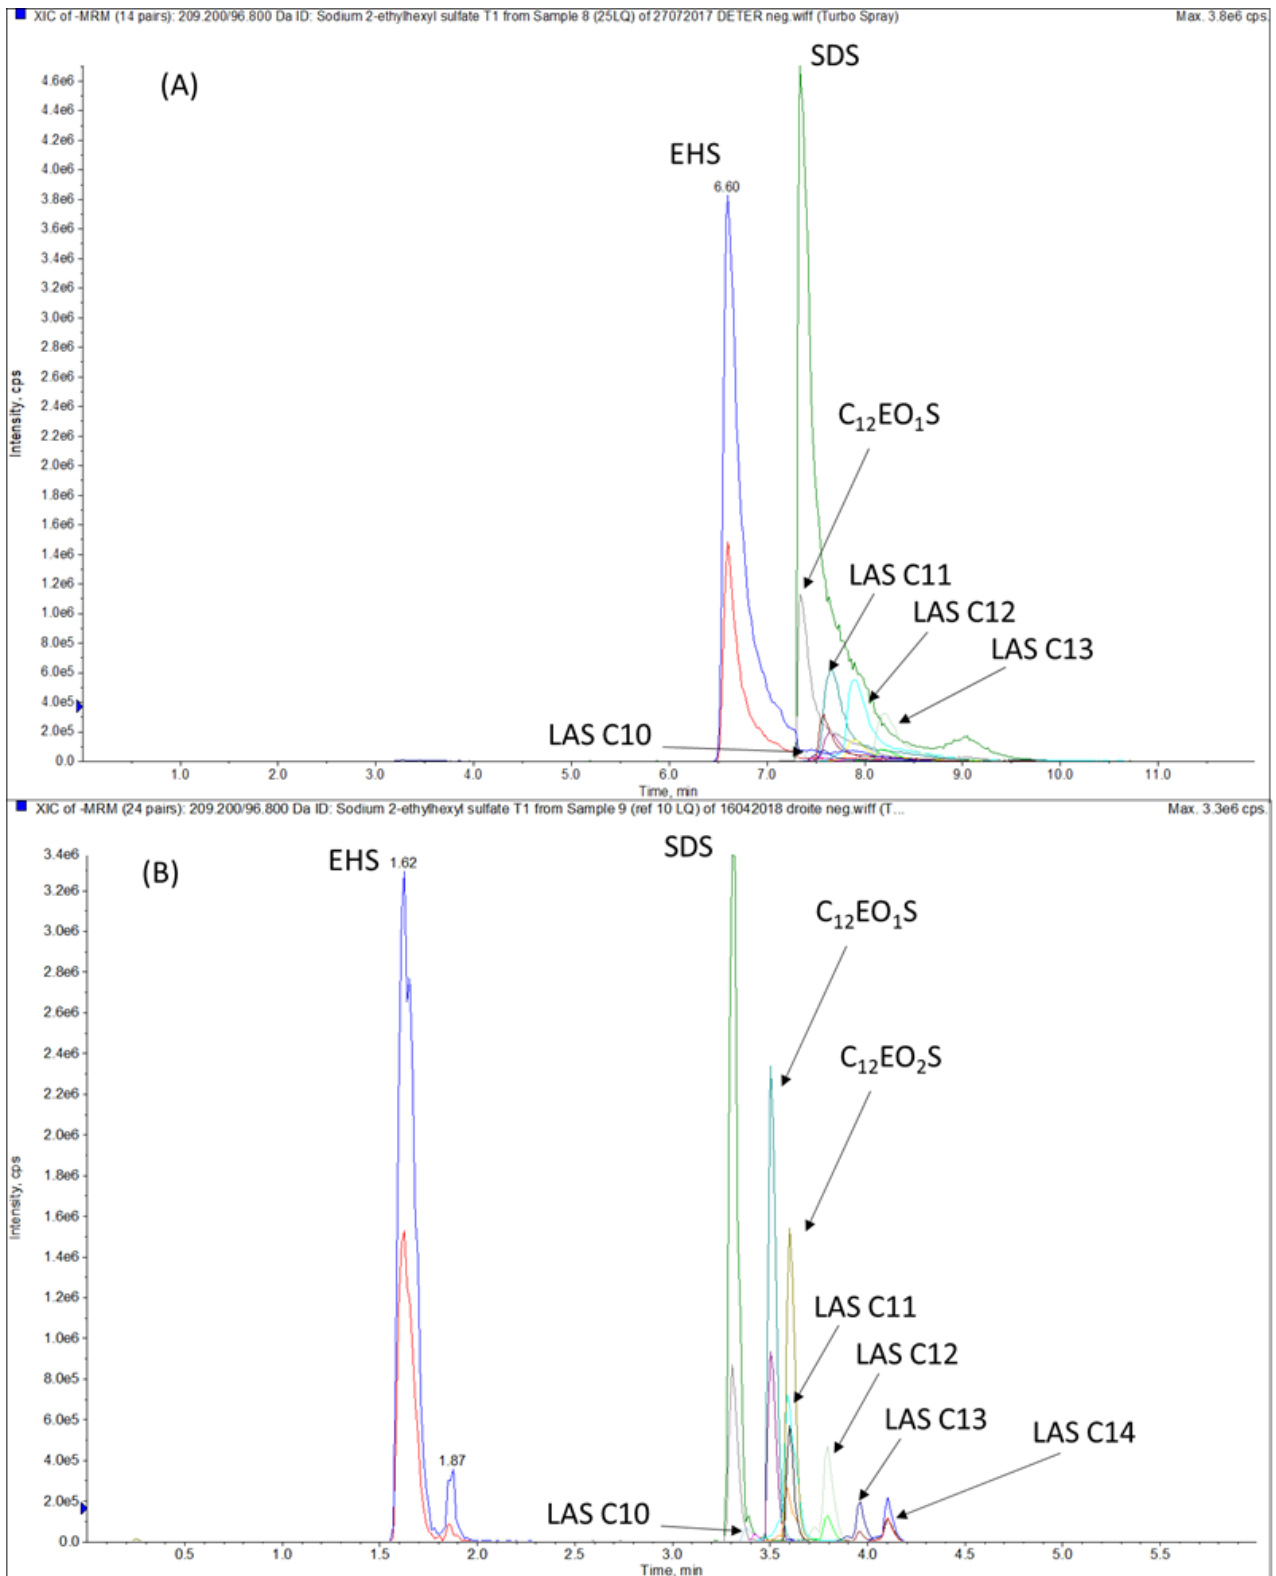 XIC of -MRM (14 pairs): 209.200/96.800 Da ID: Sodium 2-ethylhexyl sulfate T1 from Sample 8 (25LQ) of 27072017 DETER neg.wiff (Turbo Spray)
Max. 3.8e6 cps.
(A)
SDS
EHS
6.60
C12EO1S
LAS C11
LAS C12
LAS C13
LAS C10
4.6e6
4.4e6
4.2e6
4.0e6
3.8e6
3.6e6
3.4e6
3.2e6
3.0e6
2.8e6
2.6e6
2.4e6
2.2e6
2.0e6
1.8e6
1.6e6
1.4e6
1.2e6
1.0e6
8.0e5
6.0e5
4.0e5
2.0e5
0.0
Intensity, cps
1.0 2.0 3.0 4.0 5.0 6.0 7.0 8.0 9.0 10.0 11.0
Time, min
XIC of -MRM (24 pairs): 209.200/96.800 Da ID: Sodium 2-ethylhexyl sulfate T1 from Sample 9 (ref 10 LQ) of 16042018 droite neg.wiff (T...
Max. 3.3e6 cps.
(B)
EHS
1.62
SDS
C12EO1S
C12EO2S
LAS C11
LAS C12
LAS C13
LAS C14
1.87
LAS C10
3.4e6
3.2e6
3.0e6
2.8e6
2.6e6
2.4e6
2.2e6
2.0e6
1.8e6
1.6e6
1.4e6
1.2e6
1.0e6
8.0e5
6.0e5
4.0e5
2.0e5
0.0
Intensity, cps
0.5 1.0 1.5 2.0 2.5 3.0 3.5 4.0 4.5 5.0 5.5
Time, min